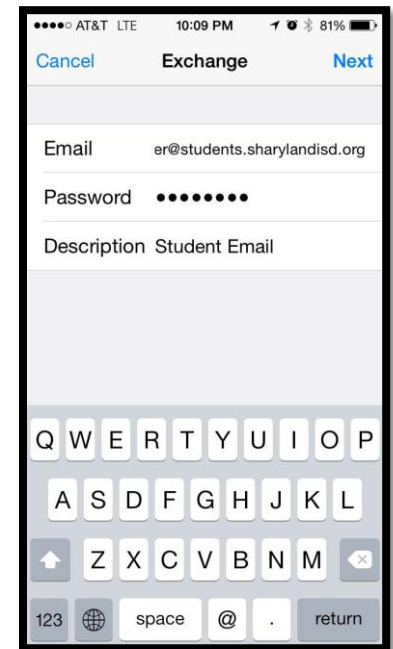 AT&T LTE 10:09 PM 81%
Cancel Exchange Next
Email er@students.sharylandisd.org
Password ●●●●●●●●
Description Student Email
Q W E R T Y U I O P
A S D F G H J K L
Z X C V B N M
123 space @ . return